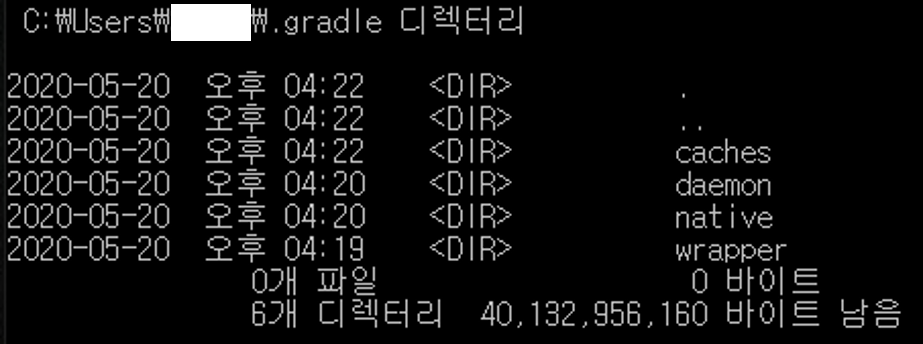 C:₩Users₩ ₩.gradle 디렉터리
2020-05-20 오후 04:22 <DIR> .
2020-05-20 오후 04:22 <DIR> ..
2020-05-20 오후 04:22 <DIR> caches
2020-05-20 오후 04:20 <DIR> daemon
2020-05-20 오후 04:20 <DIR> native
2020-05-20 오후 04:19 <DIR> wrapper
0개 파일 0 바이트
6개 디렉터리 40,132,956,160 바이트 남음